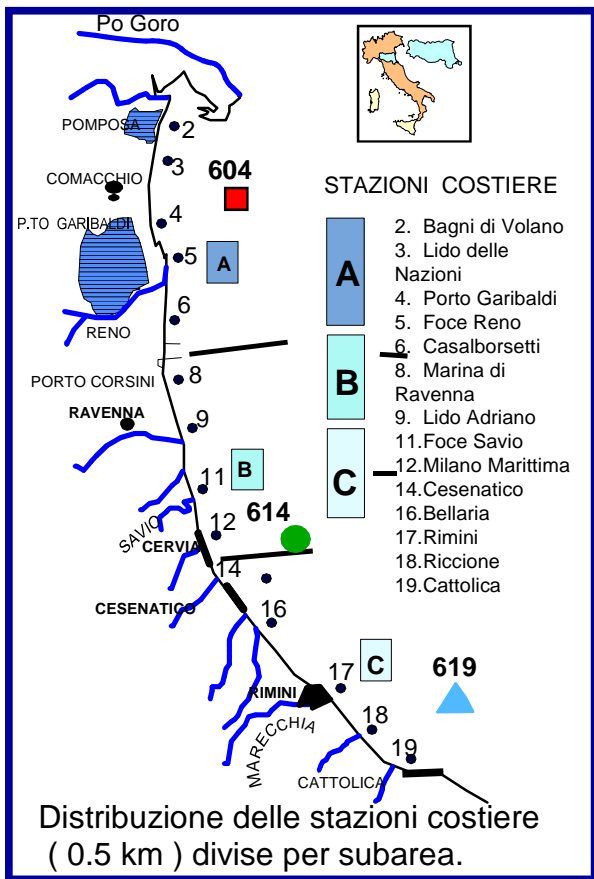 Po Goro
POMPOSA
2
3
604
COMACCHIO
STAZIONI COSTIERE
P.TO GARIBALDI
4
5
A
6
RENO
PORTO CORSINI
8
RAVENNA
9
11
B
SAVIO
12
614
CERVIA
14
CESENATICO
16
17
C
619
RIMINI
MARECCHIA
18
19
CATTOLICA
A
B
C
2. Bagni di Volano
3. Lido delle
Nazioni
4. Porto Garibaldi
5. Foce Reno
6. Casalborsetti
8. Marina di
Ravenna
9. Lido Adriano
11.Foce Savio
12.Milano Marittima
14.Cesenatico
16.Bellaria
17.Rimini
18.Riccione
19.Cattolica
Distribuzione delle stazioni costiere
( 0.5 km ) divise per subarea.